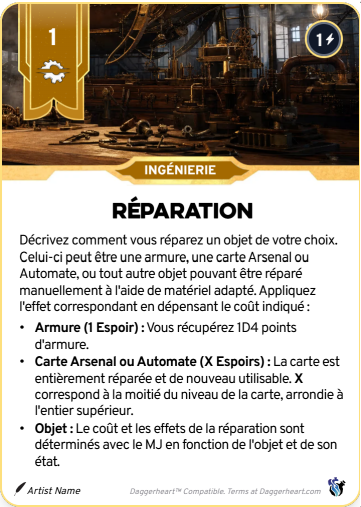 1
1
INGÉNIERIE
RÉPARATION
Décrivez comment vous réparez un objet de votre choix.
Celui-ci peut être une armure, une carte Arsenal ou
Automate, ou tout autre objet pouvant être réparé
manuellement à l'aide de matériel adapté. Appliquez
l'effet correspondant en dépensant le coût indiqué :
• Armure (1 Espoir) : Vous récupérez 1D4 points
d'armure.
• Carte Arsenal ou Automate (X Espoirs) : La carte est
entièrement réparée et de nouveau utilisable. X
correspond à la moitié du niveau de la carte, arrondie à
l'entier supérieur.
• Objet : Le coût et les effets de la réparation sont
déterminés avec le MJ en fonction de l'objet et de son
état.
Artist Name
Daggerheart™ Compatible. Terms at Daggerheart.com